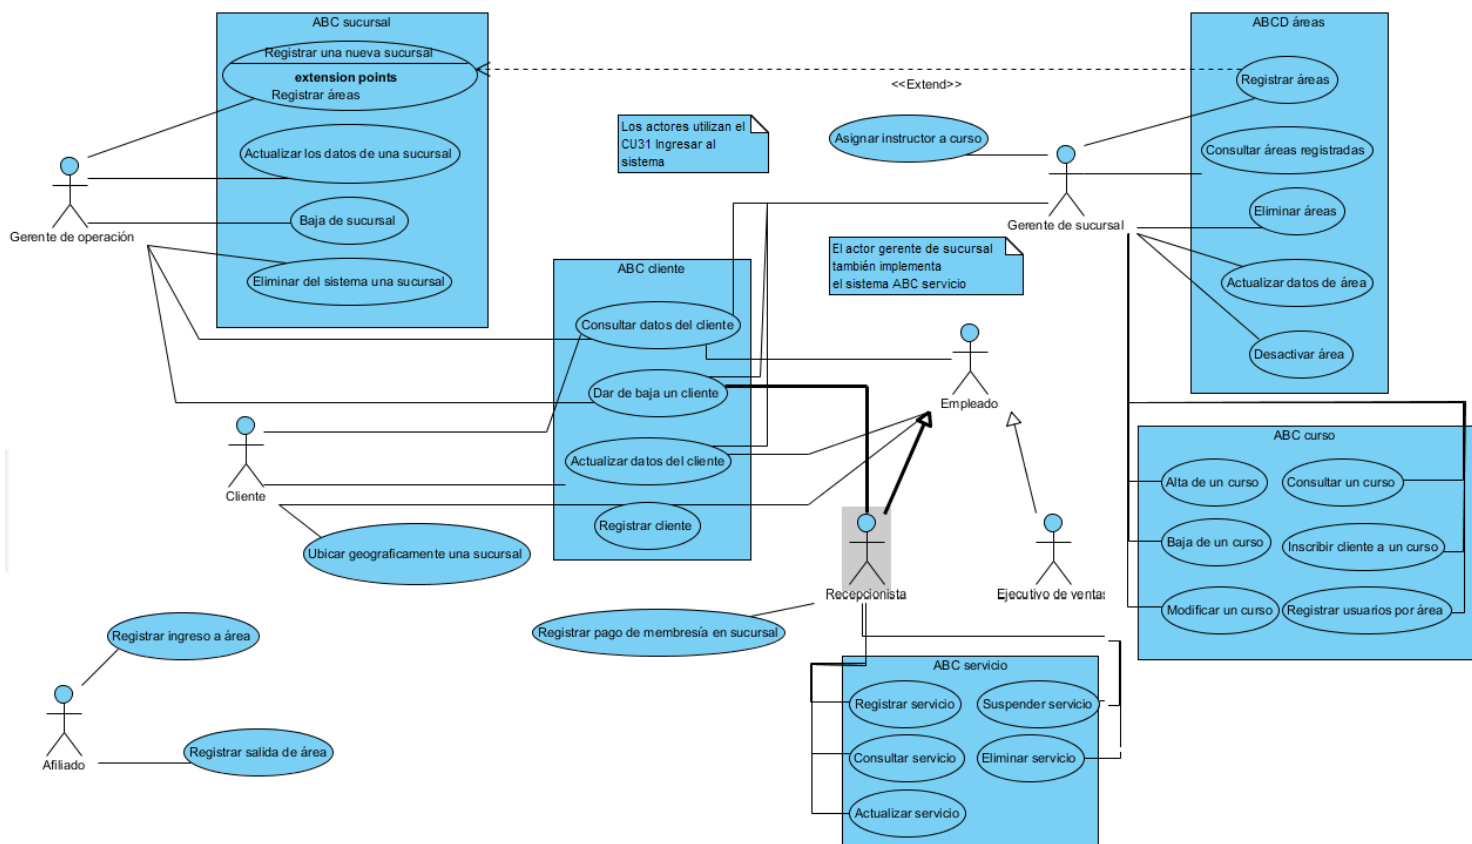 ABC sucursal
Registrar una nueva sucursal
extension points
Registrar áreas
Actualizar los datos de una sucursal
Baja de sucursal
Eliminar del sistema una sucursal
Gerente de operación
Los actores utilizan el
CU31 Ingresar al
sistema
<<Extend>>
Asignar instructor a curso
Gerente de sucursal
El actor gerente de sucursal
también implementa
el sistema ABC servicio
ABCD áreas
Registrar áreas
Consultar áreas registradas
Eliminar áreas
Actualizar datos de área
Desactivar área
ABC cliente
Consultar datos del cliente
Dar de baja un cliente
Actualizar datos del cliente
Registrar cliente
Empleado
Cliente
Ubicar geograficamente una sucursal
Recepcionista
Ejecutivo de ventas
Registrar pago de membresía en sucursal
ABC curso
Alta de un curso
Consultar un curso
Baja de un curso
Inscribir cliente a un curso
Modificar un curso
Registrar usuarios por área
Registrar ingreso a área
Afiliado
Registrar salida de área
ABC servicio
Registrar servicio
Suspender servicio
Consultar servicio
Eliminar servicio
Actualizar servicio